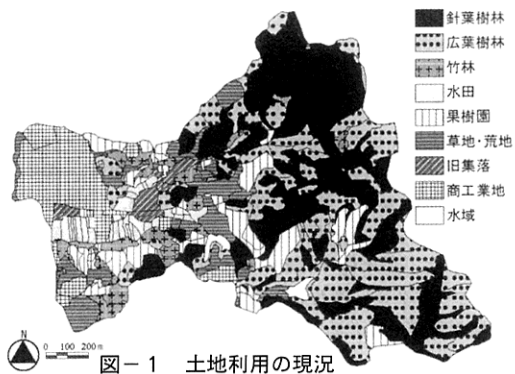 針葉樹林
広葉樹林
竹林
水田
果樹園
草地・荒地
旧集落
商工業地
水域
N
0 100 200m
図－1 土地利用の現況